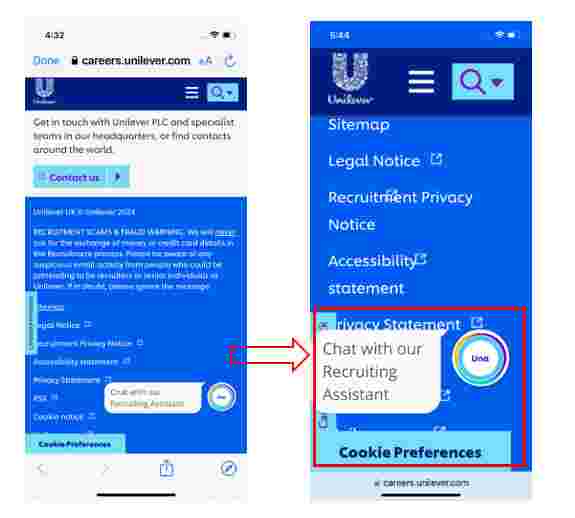 4:32
Done careers.unilever.com AA
Unilever
Get in touch with Unilever PLC and specialist
teams in our headquarters, or find contacts
around the world.
Contact us
Unilever UK © Unilever 2024
RECRUITMENT SCAMS & FRAUD WARNING: We will never
ask for the exchange of money or credit card details in
the Recruitment process. Please be aware of any
suspicious email activity from people who could be
pretending to be recruiters or senior individuals at
Unilever. If in doubt, please ignore the message
Sitemap
Legal Notice
Recruitment Privacy Notice
Accessibility statement
Privacy Statement
Chat with our
Recruiting Assistant
Una
RSS
Cookie notice
Cookie Preferences
5:44
Unilever
Sitemap
Legal Notice
Recruitment Privacy
Notice
Accessibility
statement
Privacy Statement
Chat with our
Recruiting
Assistant
Una
Cookie Preferences
careers.unilever.com